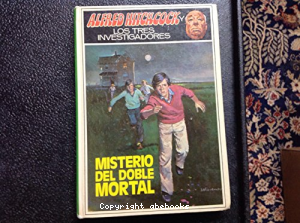 ALFRED HITCHCOCK
LOS TRES
INVESTIGADORES
MISTERIO
DEL DOBLE
MORTAL
Copyright abebooks